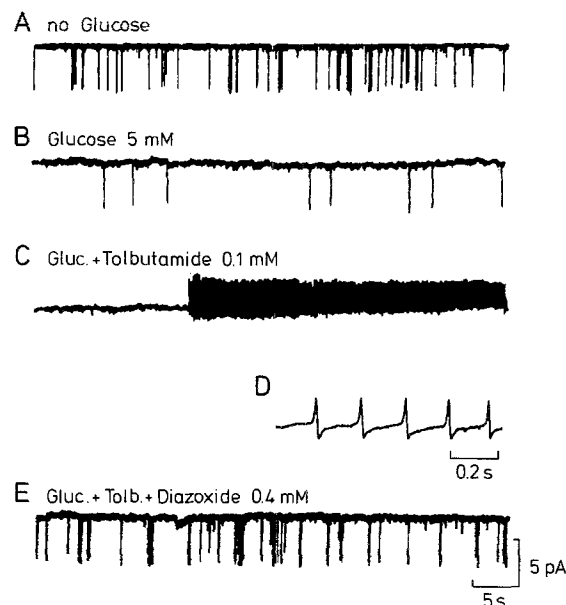 A no Glucose
B Glucose 5 mM
C Gluc.+Tolbutamide 0.1 mM
D
0.2 s
E Gluc.+Tolb.+Diazoxide 0.4 mM
5 pA
5 s